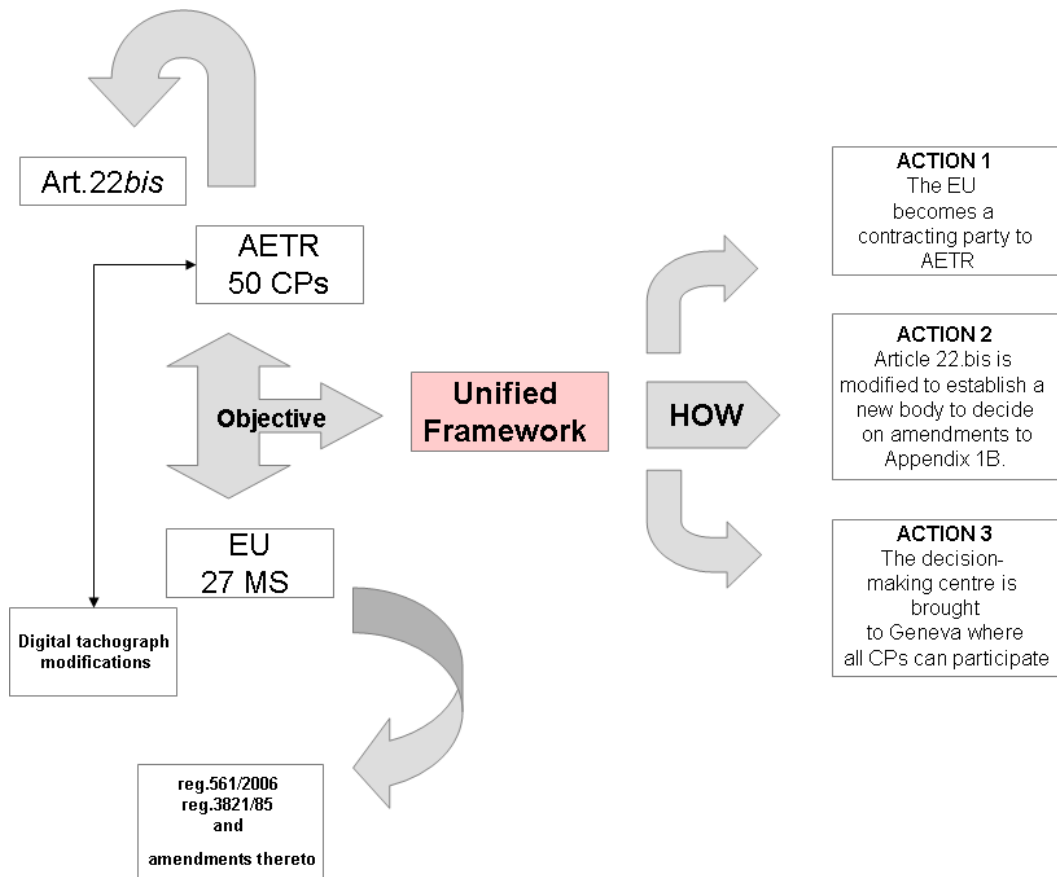 Art.22bis
AETR
50 CPs
Objective
EU
27 MS
Digital tachograph
modifications
reg.561/2006
reg.3821/85
and
amendments thereto
Unified
Framework
HOW
ACTION 1
The EU
becomes a
contracting party to
AETR
ACTION 2
Article 22.bis is
modified to establish a
new body to decide
on amendments to
Appendix 1B.
ACTION 3
The decision-
making centre is
brought
to Geneva where
all CPs can participate